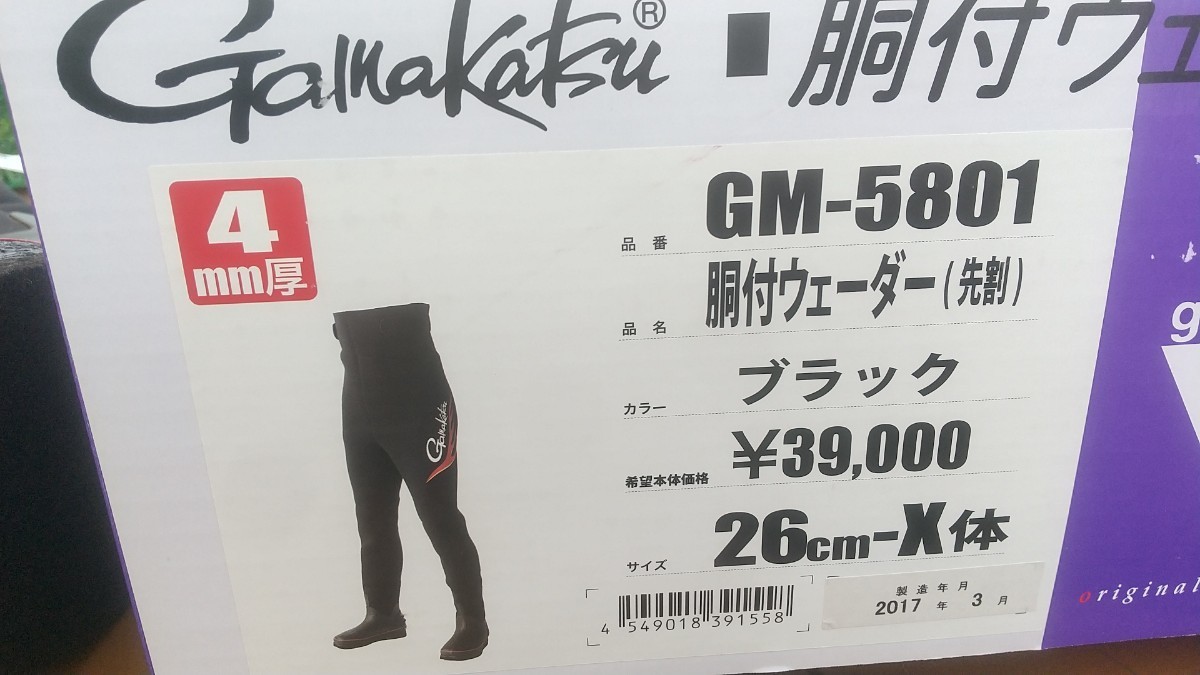 Gamakatsu® ■ 胴付ウェ
4
mm厚
品番 GM-5801
品名 胴付ウェーダー(先割)
カラー ブラック
希望本体価格 ¥39,000
サイズ 26cm-X体
Gamakatsu
4 549018 391558
製造年月
2017 年 3 月
g
original